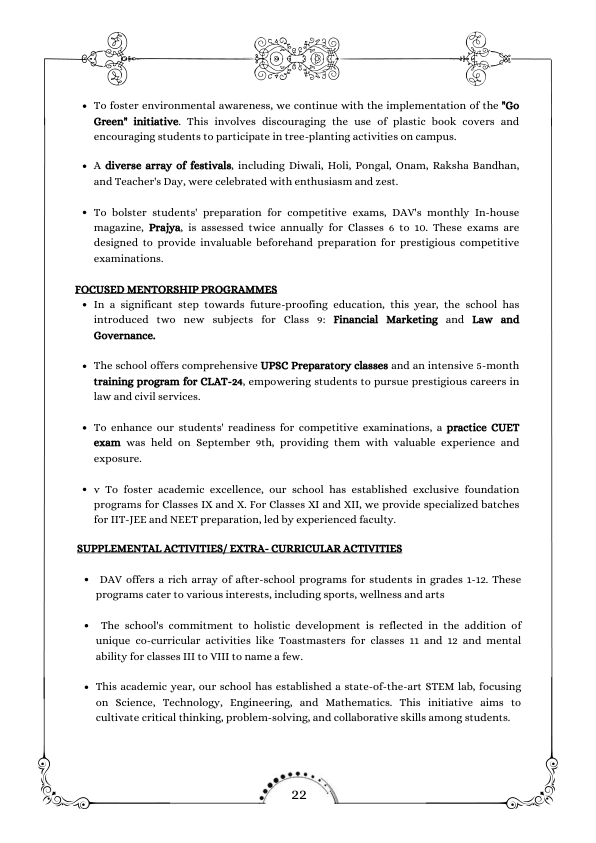 • To foster environmental awareness, we continue with the implementation of the "Go
Green" initiative. This involves discouraging the use of plastic book covers and
encouraging students to participate in tree-planting activities on campus.
• A diverse array of festivals, including Diwali, Holi, Pongal, Onam, Raksha Bandhan,
and Teacher's Day, were celebrated with enthusiasm and zest.
• To bolster students' preparation for competitive exams, DAV's monthly In-house
magazine, Prajya, is assessed twice annually for Classes 6 to 10. These exams are
designed to provide invaluable beforehand preparation for prestigious competitive
examinations.
FOCUSED MENTORSHIP PROGRAMMES
• In a significant step towards future-proofing education, this year, the school has
introduced two new subjects for Class 9: Financial Marketing and Law and
Governance.
• The school offers comprehensive UPSC Preparatory classes and an intensive 5-month
training program for CLAT-24, empowering students to pursue prestigious careers in
law and civil services.
• To enhance our students' readiness for competitive examinations, a practice CUET
exam was held on September 9th, providing them with valuable experience and
exposure.
• v To foster academic excellence, our school has established exclusive foundation
programs for Classes IX and X. For Classes XI and XII, we provide specialized batches
for IIT-JEE and NEET preparation, led by experienced faculty.
SUPPLEMENTAL ACTIVITIES/ EXTRA- CURRICULAR ACTIVITIES
• DAV offers a rich array of after-school programs for students in grades 1-12. These
programs cater to various interests, including sports, wellness and arts
• The school's commitment to holistic development is reflected in the addition of
unique co-curricular activities like Toastmasters for classes 11 and 12 and mental
ability for classes III to VIII to name a few.
• This academic year, our school has established a state-of-the-art STEM lab, focusing
on Science, Technology, Engineering, and Mathematics. This initiative aims to
cultivate critical thinking, problem-solving, and collaborative skills among students.
22